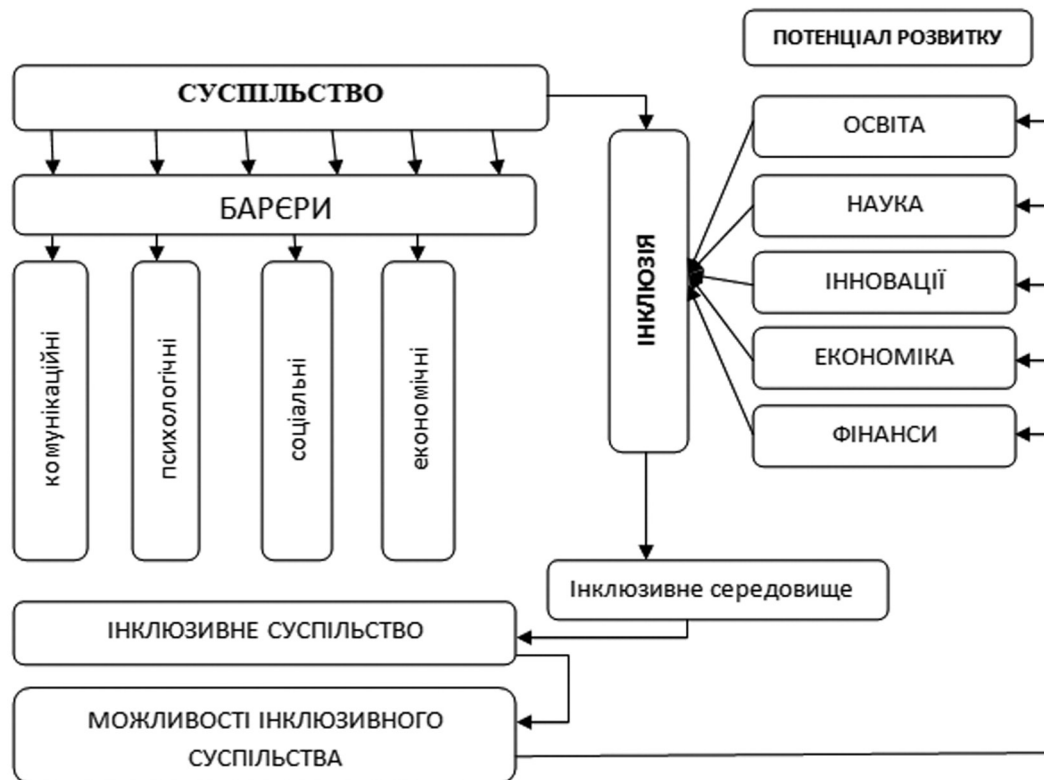 ПОТЕНЦІАЛ РОЗВИТКУ
СУСПІЛЬСТВО
ОСВІТА
НАУКА
ІННОВАЦІЇ
ЕКОНОМІКА
ФІНАНСИ
ІНКЛЮЗІЯ
БАРЄРИ
комунікаційні
психологічні
соціальні
економічні
Інклюзивне середовище
ІНКЛЮЗИВНЕ СУСПІЛЬСТВО
МОЖЛИВОСТІ ІНКЛЮЗИВНОГО
СУСПІЛЬСТВА